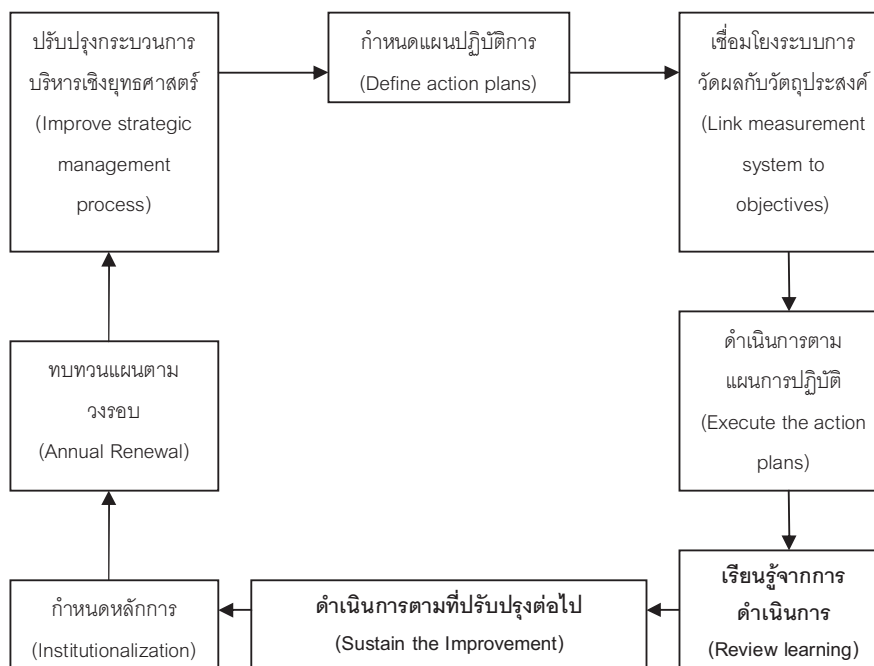 ปรับปรุงกระบวนการ
บริหารเชิงยุทธศาสตร์
(Improve strategic
management
process)
กำหนดแผนปฏิบัติการ
(Define action plans)
เชื่อมโยงระบบการ
วัดผลกับวัตถุประสงค์
(Link measurement
system to
objectives)
ดำเนินการตาม
แผนการปฏิบัติ
(Execute the action
plans)
เรียนรู้จากการ
ดำเนินการ
(Review learning)
ดำเนินการตามที่ปรับปรุงต่อไป
(Sustain the Improvement)
กำหนดหลักการ
(Institutionalization)
ทบทวนแผนตาม
วงรอบ
(Annual Renewal)